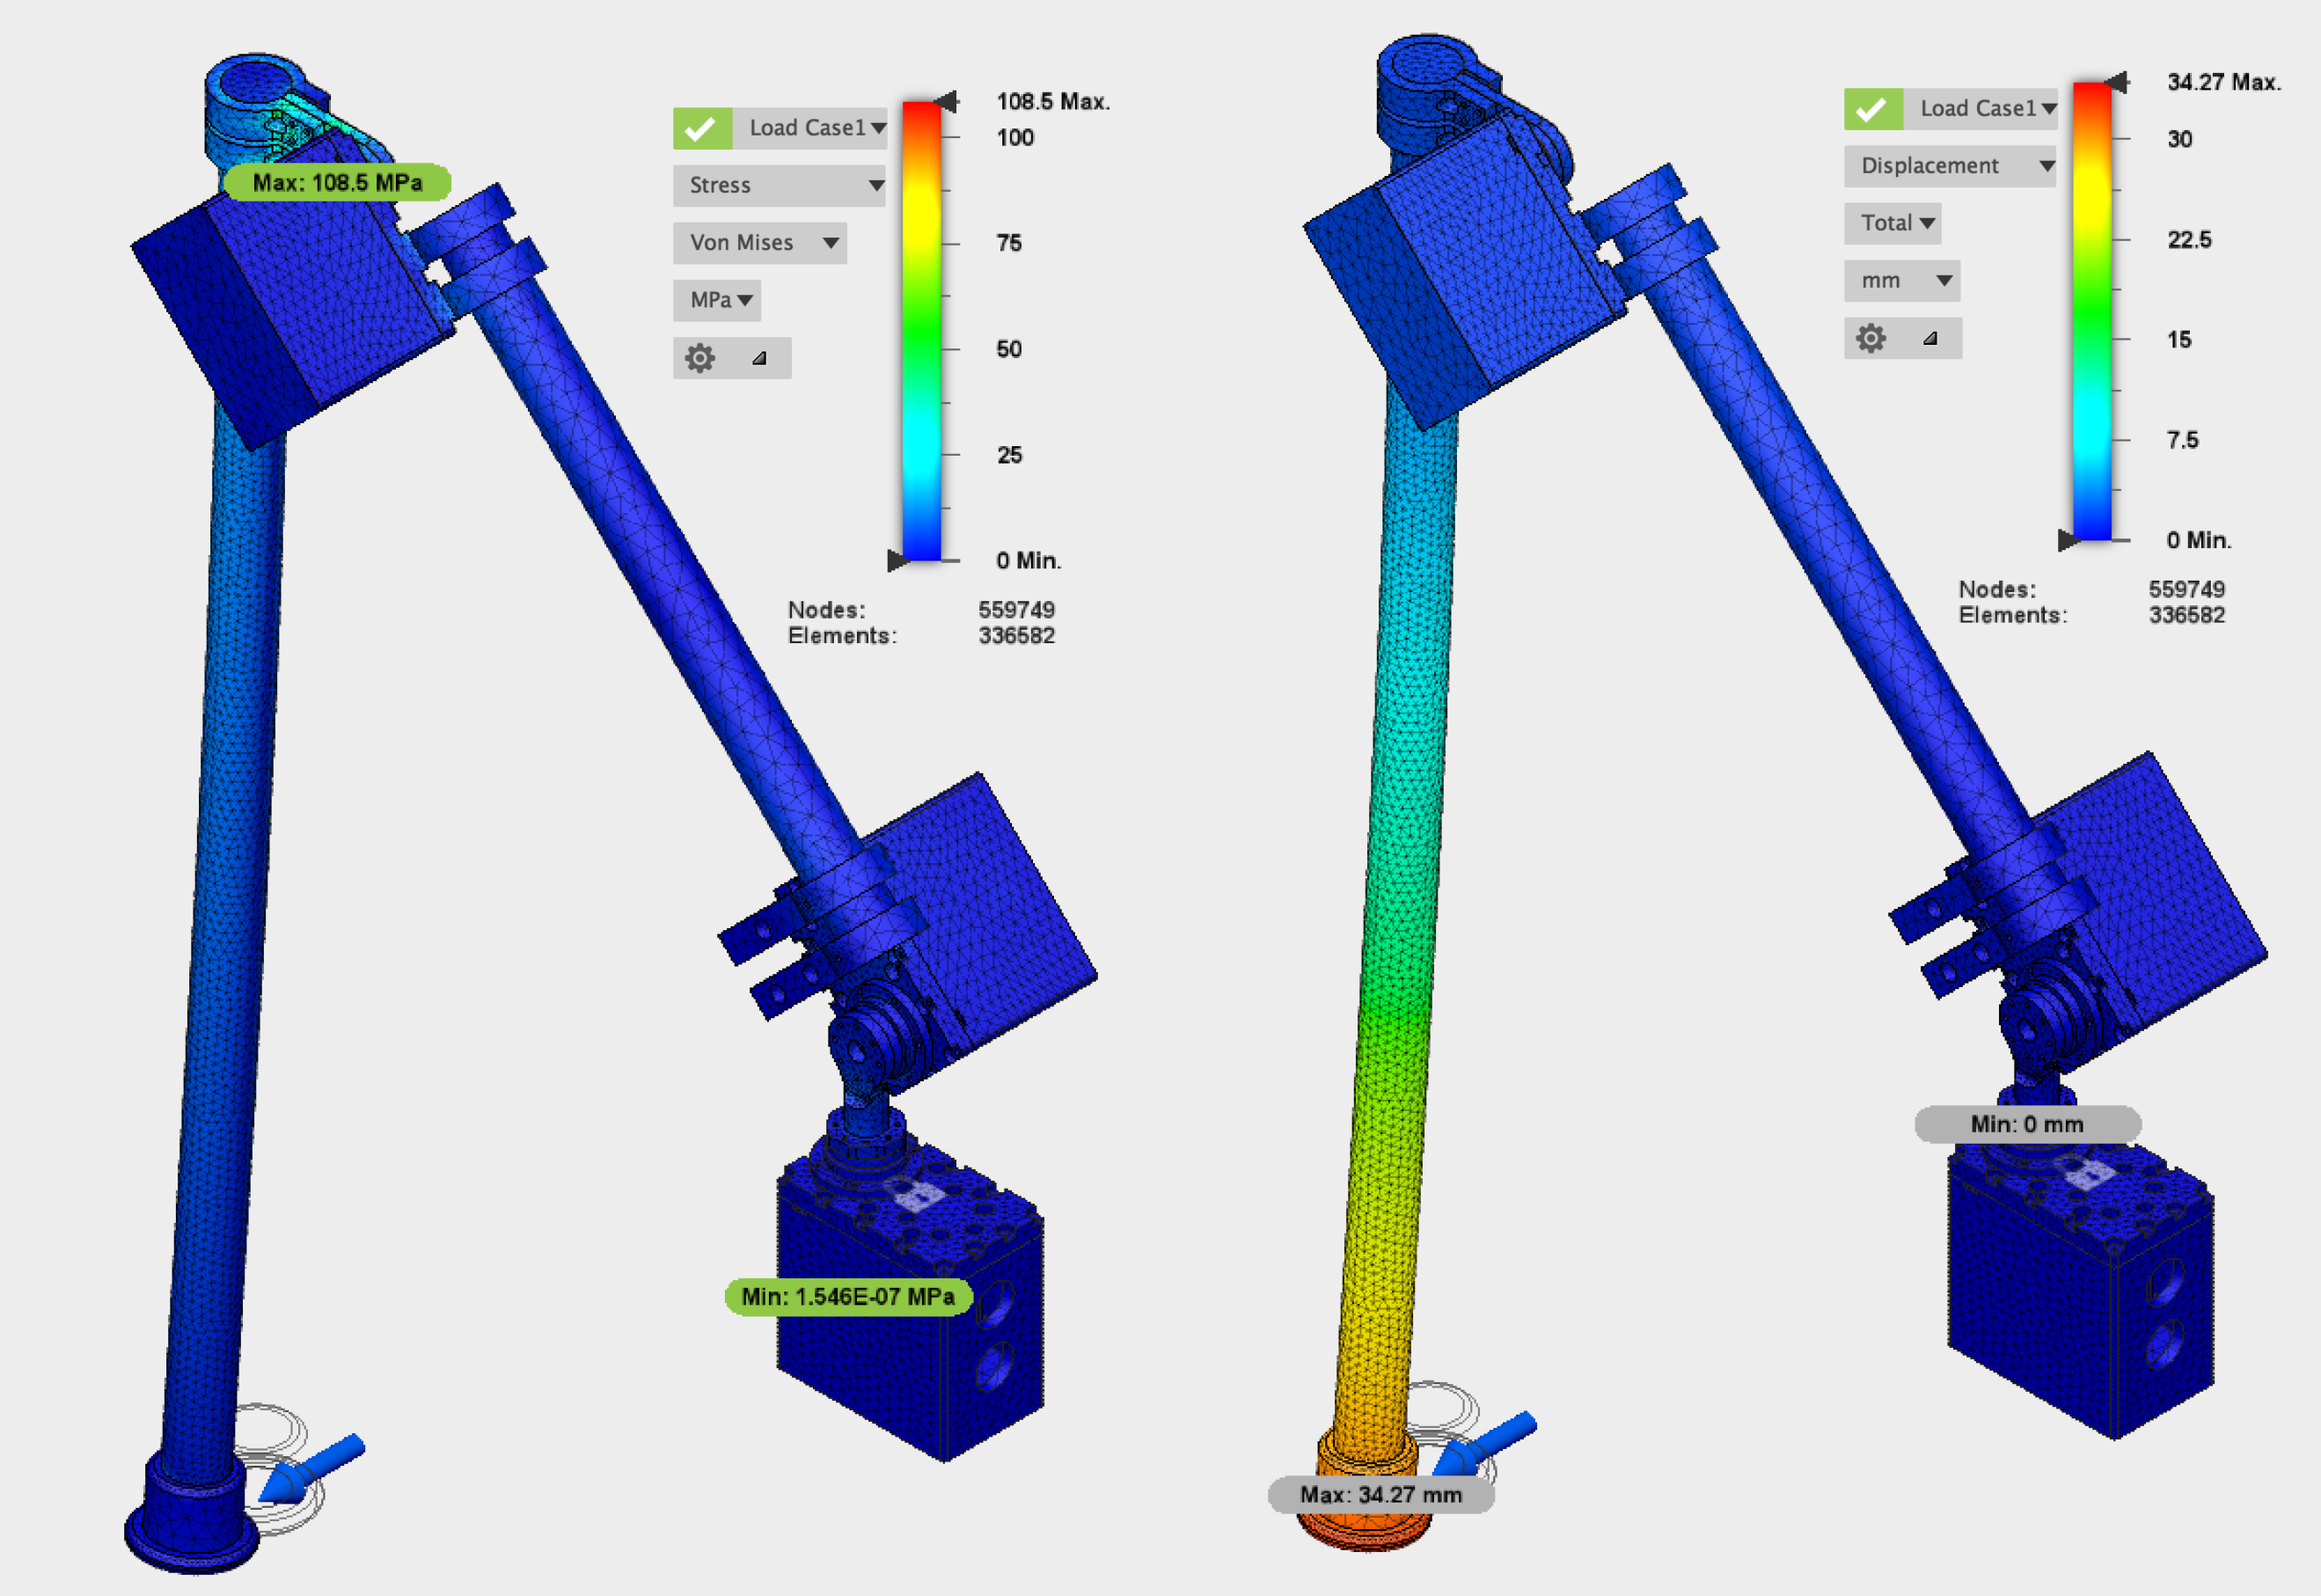 108.5 Max.
Load Case1
100
Stress
Max: 108.5 MPa
Von Mises
75
MPa
50
25
0 Min.
Nodes: 559749
Elements: 336582
Min: 1.546E-07 MPa
34.27 Max.
Load Case1
30
Displacement
Total
22.5
mm
15
7.5
0 Min.
Nodes: 559749
Elements: 336582
Min: 0 mm
Max: 34.27 mm